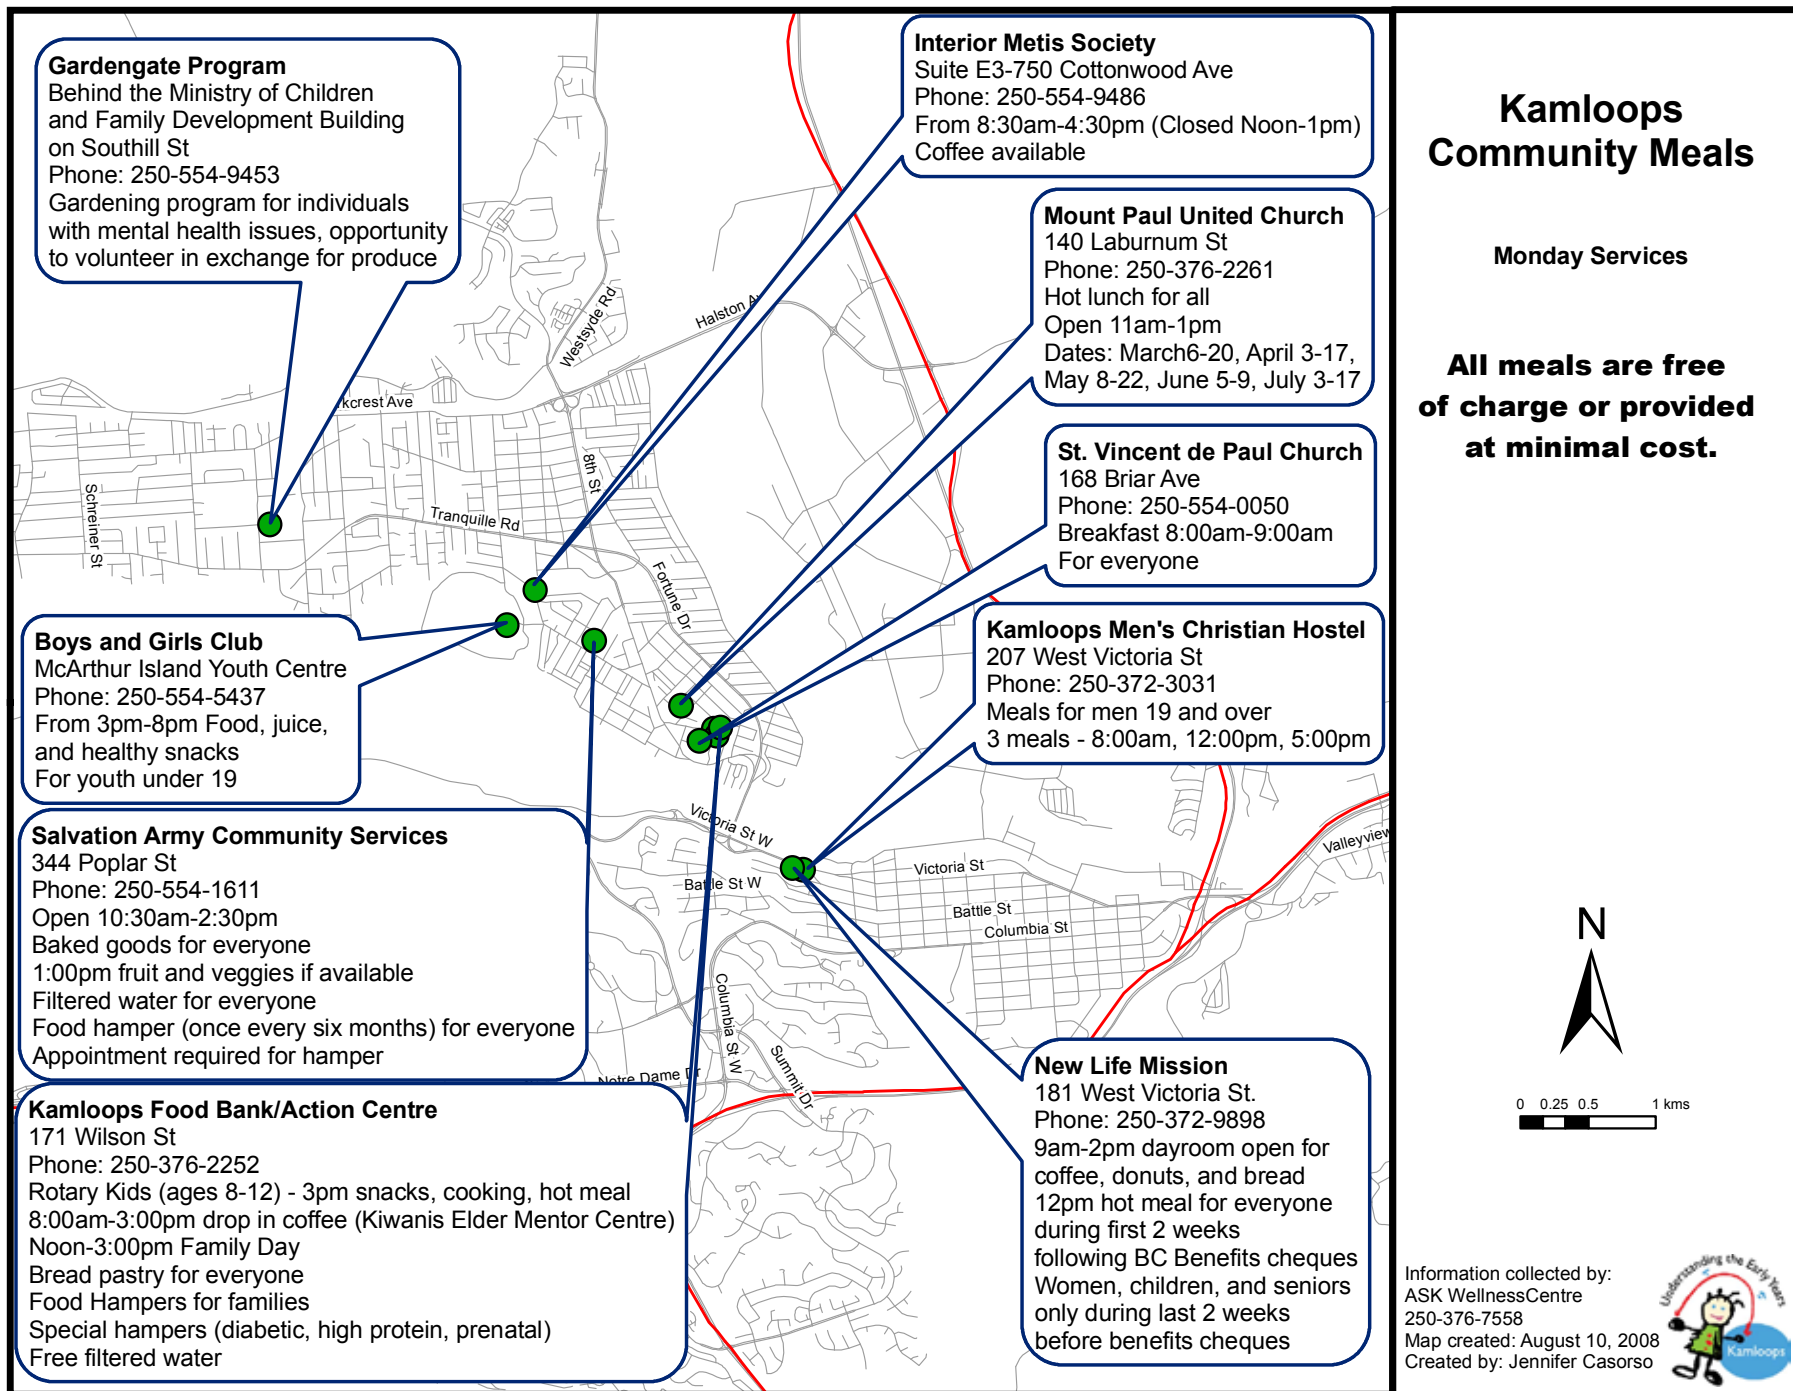 Gardengate Program
Behind the Ministry of Children
and Family Development Building
on Southill St
Phone: 250-554-9453
Gardening program for individuals
with mental health issues, opportunity
to volunteer in exchange for produce
Interior Metis Society
Suite E3-750 Cottonwood Ave
Phone: 250-554-9486
From 8:30am-4:30pm (Closed Noon-1pm)
Coffee available
Mount Paul United Church
140 Laburnum St
Phone: 250-376-2261
Hot lunch for all
Open 11am-1pm
Dates: March6-20, April 3-17,
May 8-22, June 5-9, July 3-17
St. Vincent de Paul Church
168 Briar Ave
Phone: 250-554-0050
Breakfast 8:00am-9:00am
For everyone
Kamloops Men's Christian Hostel
207 West Victoria St
Phone: 250-372-3031
Meals for men 19 and over
3 meals - 8:00am, 12:00pm, 5:00pm
Boys and Girls Club
McArthur Island Youth Centre
Phone: 250-554-5437
From 3pm-8pm Food, juice,
and healthy snacks
For youth under 19
Salvation Army Community Services
344 Poplar St
Phone: 250-554-1611
Open 10:30am-2:30pm
Baked goods for everyone
1:00pm fruit and veggies if available
Filtered water for everyone
Food hamper (once every six months) for everyone
Appointment required for hamper
Kamloops Food Bank/Action Centre
171 Wilson St
Phone: 250-376-2252
Rotary Kids (ages 8-12) - 3pm snacks, cooking, hot meal
8:00am-3:00pm drop in coffee (Kiwanis Elder Mentor Centre)
Noon-3:00pm Family Day
Bread pastry for everyone
Food Hampers for families
Special hampers (diabetic, high protein, prenatal)
Free filtered water
New Life Mission
181 West Victoria St.
Phone: 250-372-9898
9am-2pm dayroom open for
coffee, donuts, and bread
12pm hot meal for everyone
during first 2 weeks
following BC Benefits cheques
Women, children, and seniors
only during last 2 weeks
before benefits cheques
Westsyde Rd
Halston A
kcrest Ave
8th St
Schreiner St
Tranquille Rd
Fortune Dr
Victoria St W
Victoria St
Battle St W
Battle St
Columbia St
Valleyview
Columbia St W
Summit Dr
Notre Dame Dr
Kamloops
Community Meals
Monday Services
All meals are free
of charge or provided
at minimal cost.
N
0 0.25 0.5 1 kms
Information collected by:
ASK WellnessCentre
250-376-7558
Map created: August 10, 2008
Created by: Jennifer Casorso
Understanding the Early Years
Kamloops